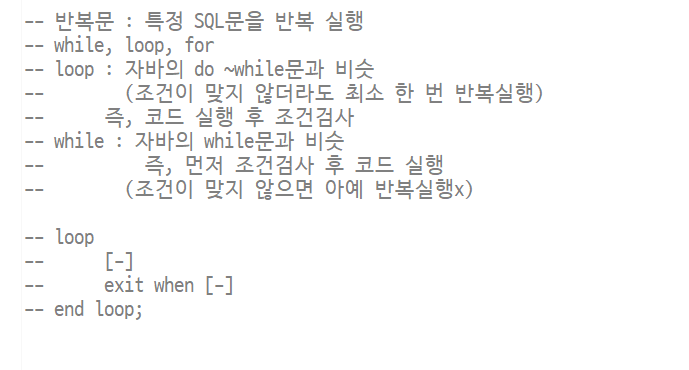 -- 반복문 : 특정 SQL문을 반복 실행
-- while, loop, for
-- loop : 자바의 do ~while문과 비슷
--        (조건이 맞지 않더라도 최소 한 번 반복실행)
--      즉, 코드 실행 후 조건검사
-- while : 자바의 while문과 비슷
--          즉, 먼저 조건검사 후 코드 실행
--        (조건이 맞지 않으면 아예 반복실행x)

-- loop
--      [-]
--      exit when [-]
-- end loop;